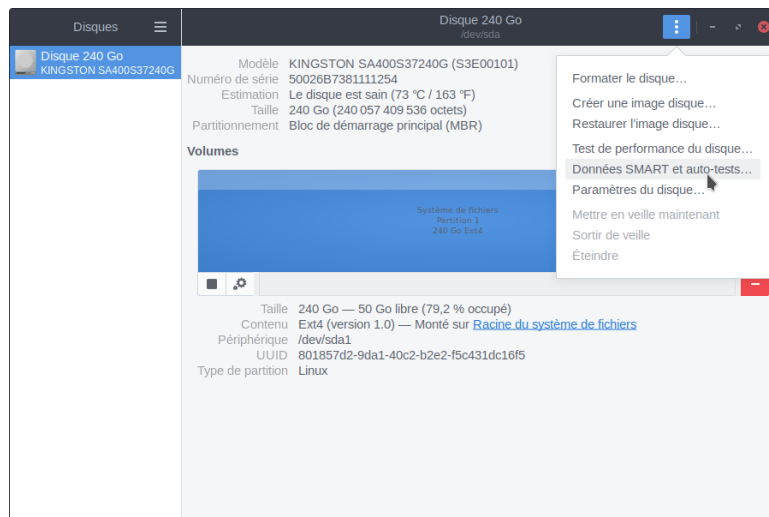 Disques
Disque 240 Go
/dev/sda
Disque 240 Go
KINGSTON SA400S37240G
Modèle KINGSTON SA400S37240G (S3E00101)
Numéro de série 50026B7381111254
Estimation Le disque est sain (73 °C / 163 °F)
Taille 240 Go (240 057 409 536 octets)
Partitionnement Bloc de démarrage principal (MBR)
Volumes
Système de fichiers
Partition 1
240 Go Ext4
Taille 240 Go — 50 Go libre (79,2 % occupé)
Contenu Ext4 (version 1.0) — Monté sur Racine du système de fichiers
Périphérique /dev/sda1
UUID 801857d2-9da1-40c2-b2e2-f5c431dc16f5
Type de partition Linux
Formater le disque…
Créer une image disque…
Restaurer l'image disque…
Test de performance du disque…
Données SMART et auto-tests…
Paramètres du disque…
Mettre en veille maintenant
Sortir de veille
Éteindre